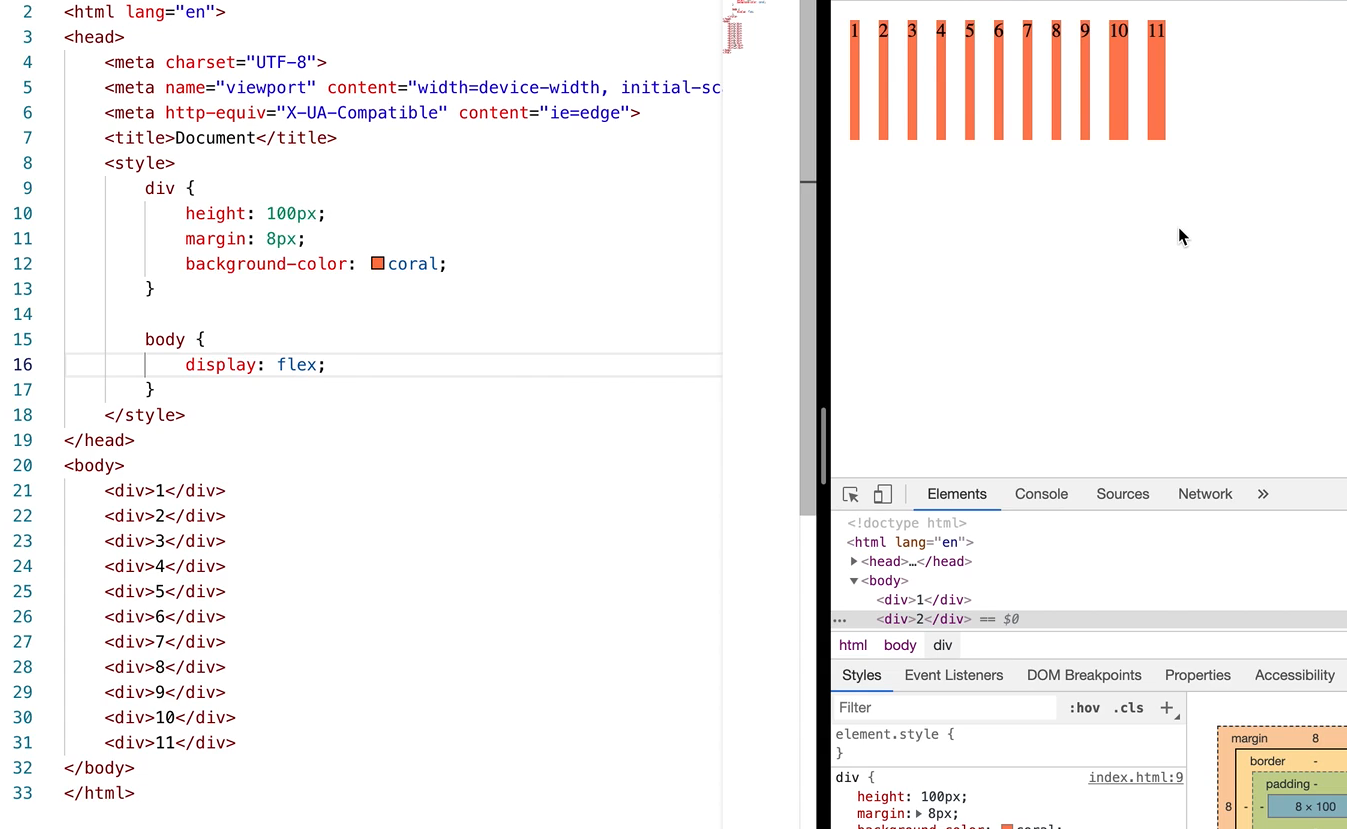 2 <html lang="en">
3 <head>
4 <meta charset="UTF-8">
5 <meta name="viewport" content="width=device-width, initial-sc
6 <meta http-equiv="X-UA-Compatible" content="ie=edge">
7 <title>Document</title>
8 <style>
9 div {
10 height: 100px;
11 margin: 8px;
12 background-color: coral;
13 }
14
15 body {
16 display: flex;
17 }
18 </style>
19 </head>
20 <body>
21 <div>1</div>
22 <div>2</div>
23 <div>3</div>
24 <div>4</div>
25 <div>5</div>
26 <div>6</div>
27 <div>7</div>
28 <div>8</div>
29 <div>9</div>
30 <div>10</div>
31 <div>11</div>
32 </body>
33 </html>
1 2 3 4 5 6 7 8 9 10 11
Elements Console Sources Network »
<!doctype html>
<html lang="en">
<head>…</head>
<body>
<div>1</div>
… <div>2</div> == $0
html body div
Styles Event Listeners DOM Breakpoints Properties Accessibility
Filter :hov .cls +
element.style {
}
div { index.html:9
height: 100px;
margin: 8px;
background-color: coral;
margin 8
border -
padding -
8 - - 8 × 100